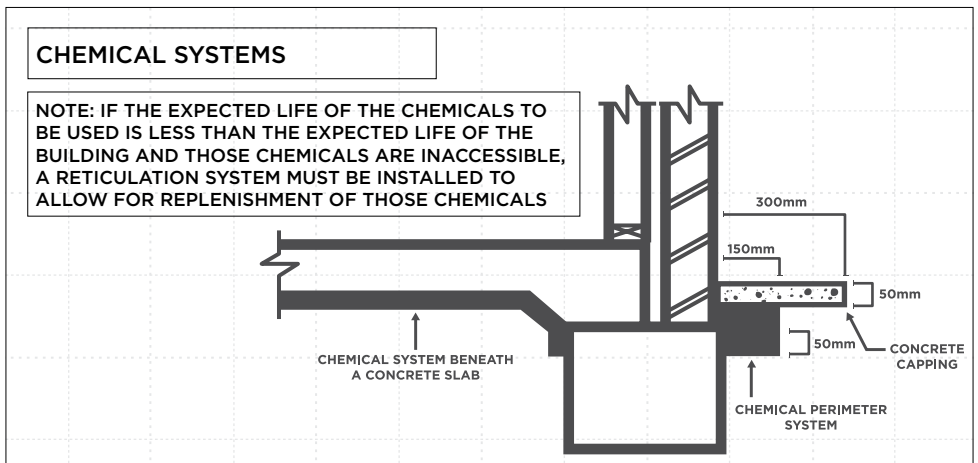 CHEMICAL SYSTEMS
NOTE: IF THE EXPECTED LIFE OF THE CHEMICALS TO
BE USED IS LESS THAN THE EXPECTED LIFE OF THE
BUILDING AND THOSE CHEMICALS ARE INACCESSIBLE,
A RETICULATION SYSTEM MUST BE INSTALLED TO
ALLOW FOR REPLENISHMENT OF THOSE CHEMICALS
300mm
150mm
50mm
50mm
CONCRETE
CAPPING
CHEMICAL SYSTEM BENEATH
A CONCRETE SLAB
CHEMICAL PERIMETER
SYSTEM